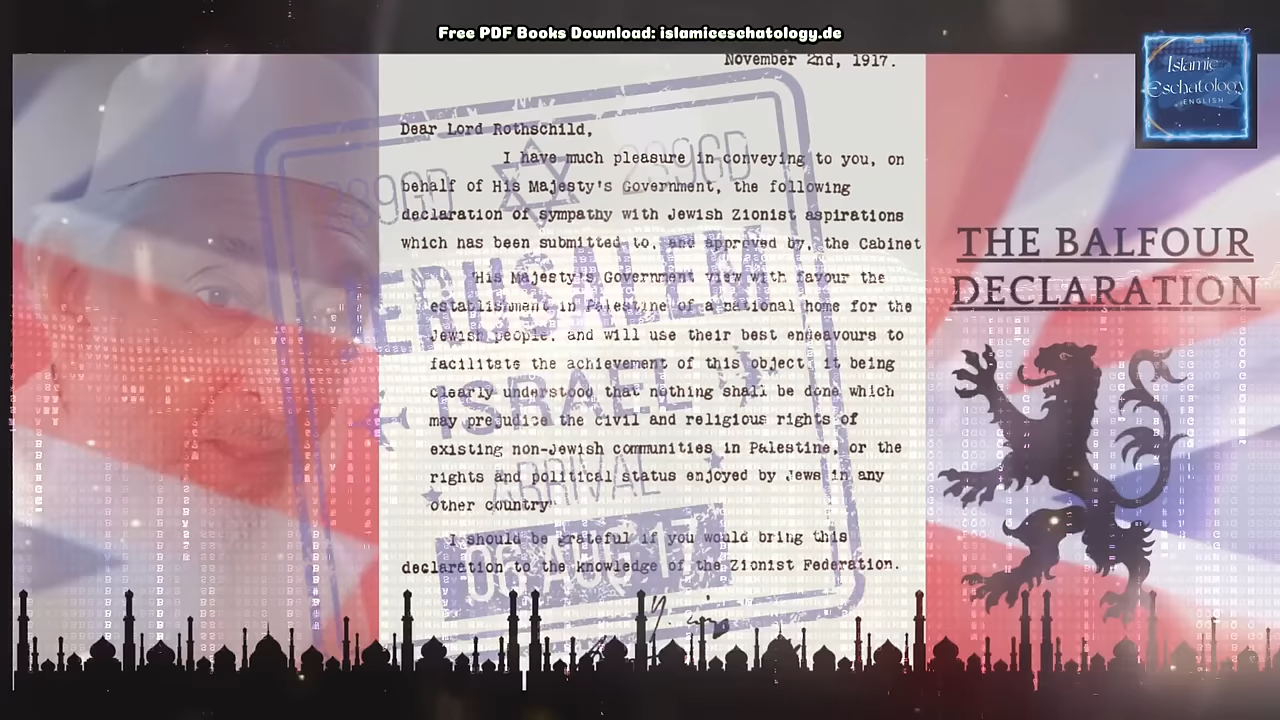 Free PDF Books Download: islamiceschatology.de
Islamic
Eschatology
ENGLISH
November 2nd, 1917.
Dear Lord Rothschild,
I have much pleasure in conveying to you, on
behalf of His Majesty's Government, the following
declaration of sympathy with Jewish Zionist aspirations
which has been submitted to, and approved by, the Cabinet
"His Majesty's Government view with favour the
establishment in Palestine of a national home for the
Jewish people, and will use their best endeavours to
facilitate the achievement of this object, it being
clearly understood that nothing shall be done which
may prejudice the civil and religious rights of
existing non-Jewish communities in Palestine, or the
rights and political status enjoyed by Jews in any
other country"
I should be grateful if you would bring this
declaration to the knowledge of the Zionist Federation.
JERUSALEM
ISRAEL
ARRIVAL
06 AUG 17
THE BALFOUR
DECLARATION